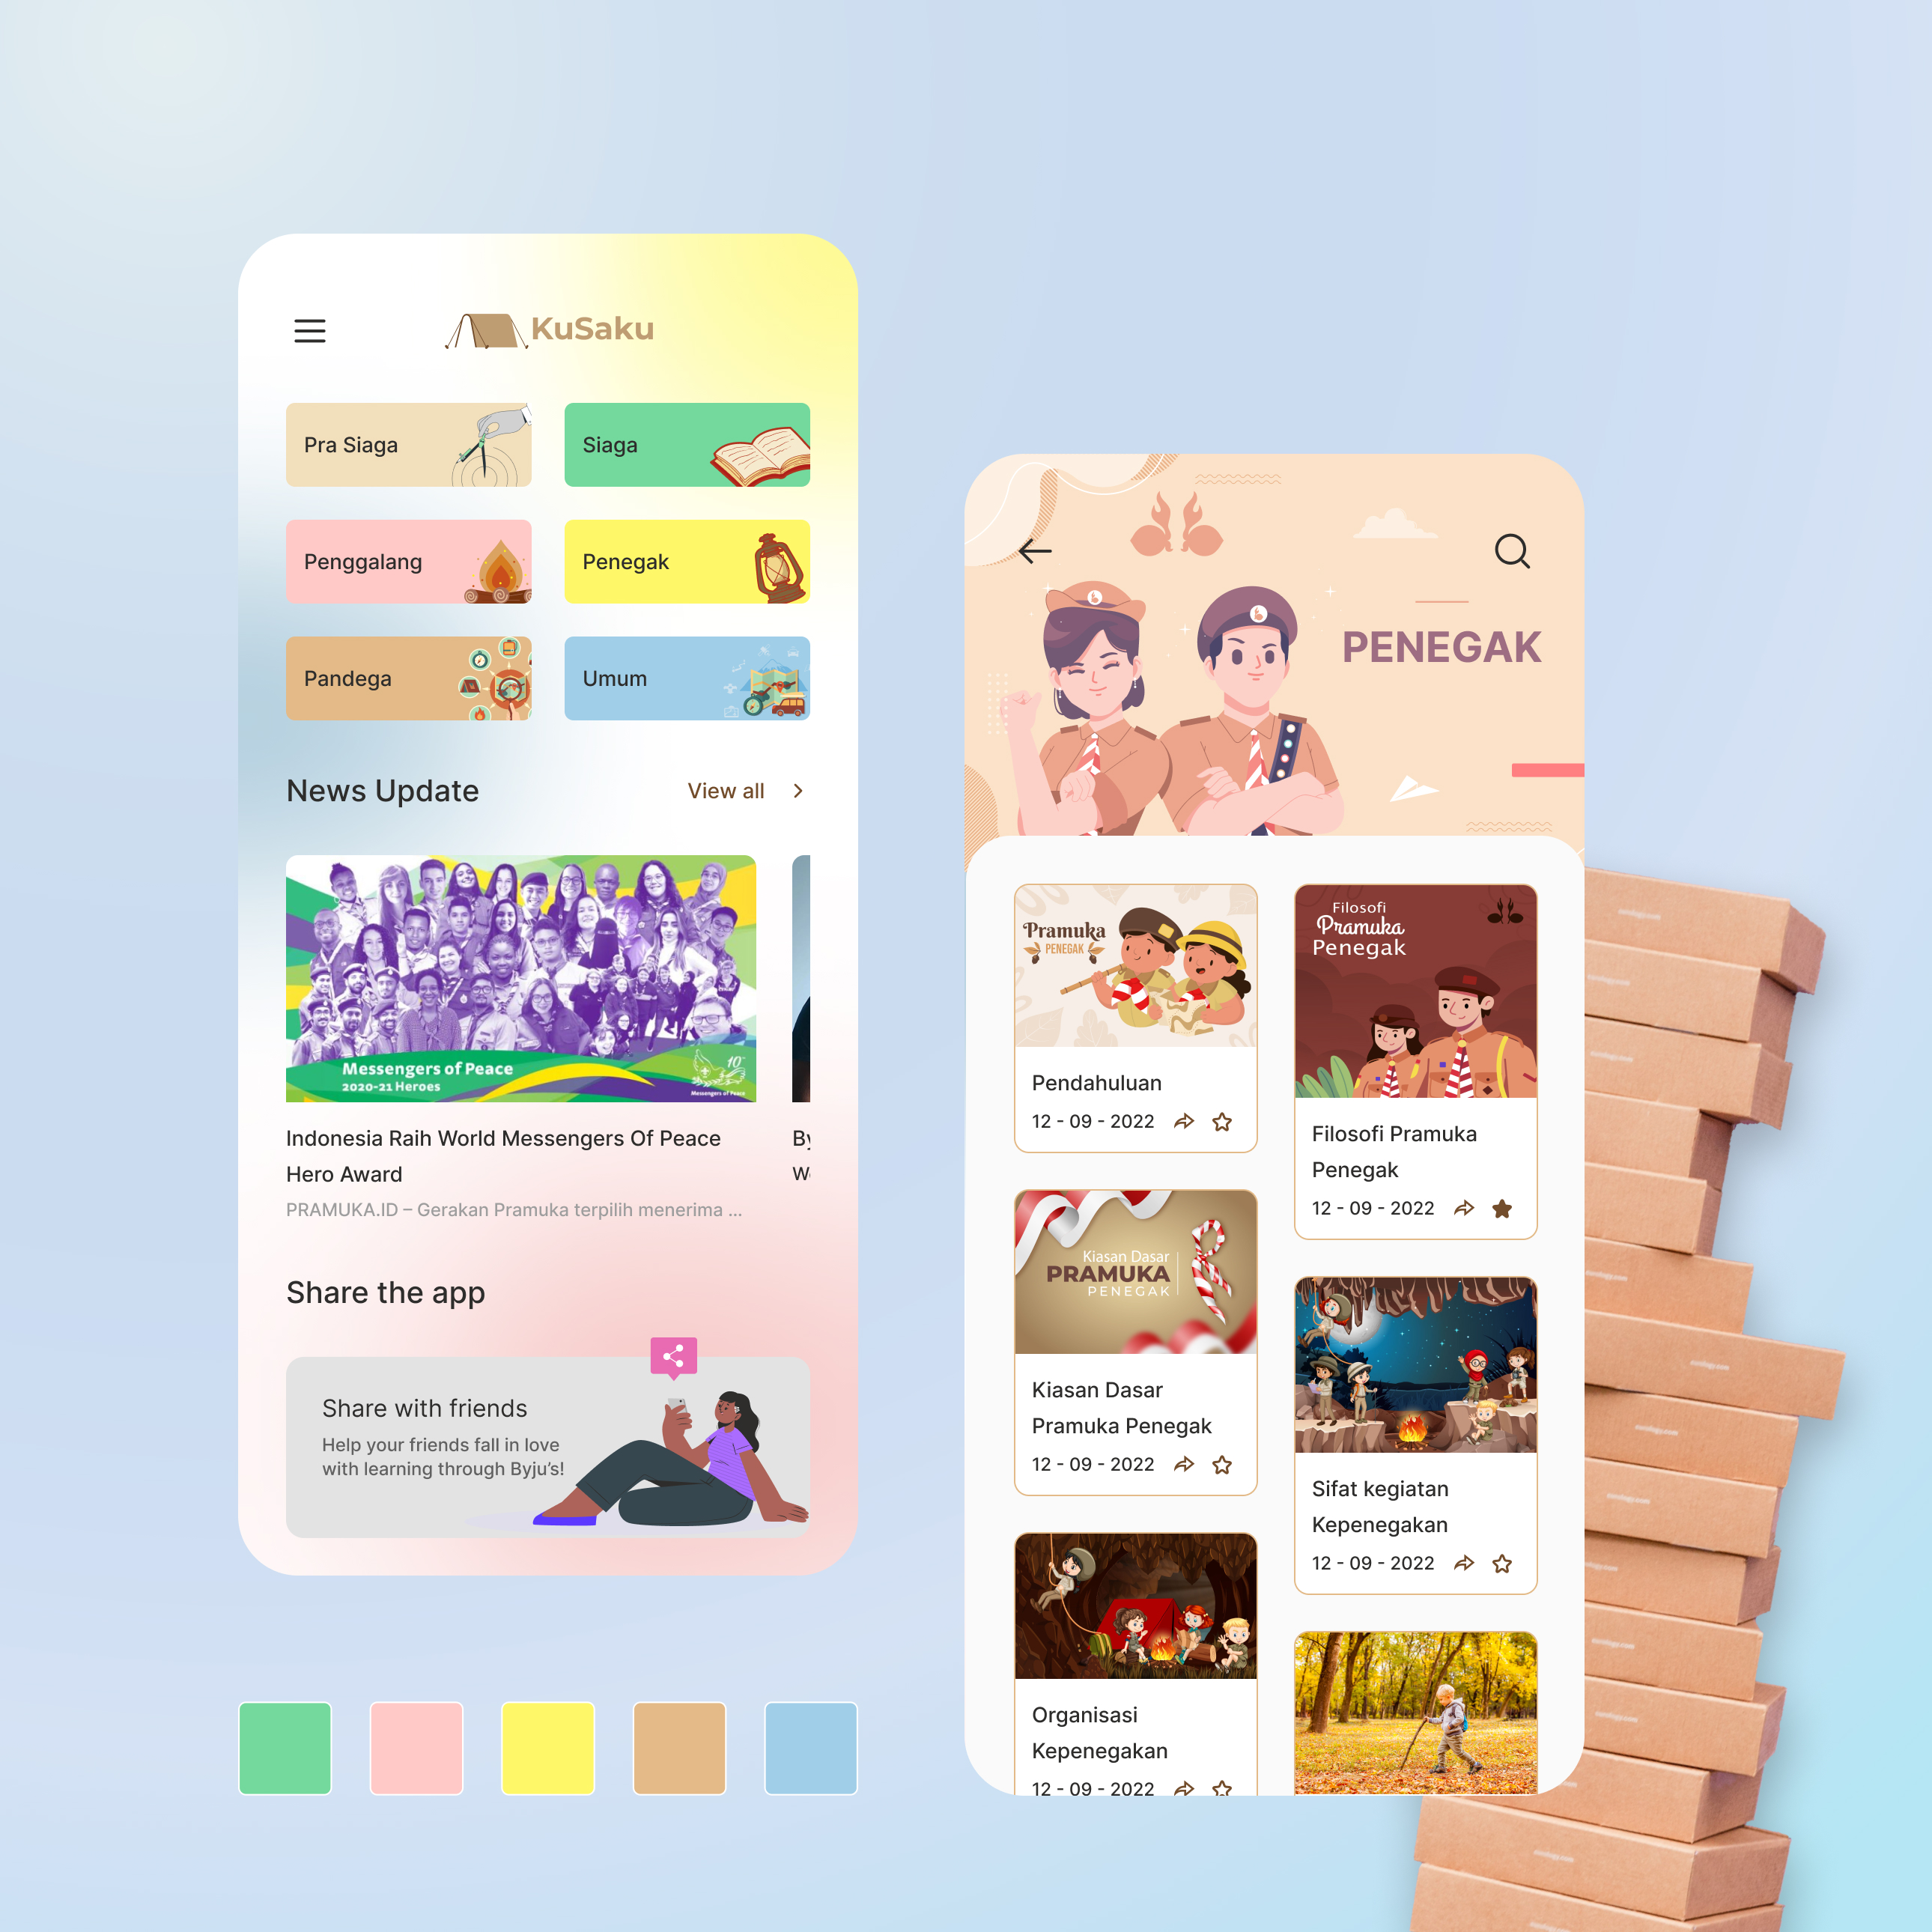 KuSaku
Pra Siaga
Siaga
Penggalang
Penegak
Pandega
Umum
News Update
View all
Messengers of Peace
2020-21 Heroes
10
Messengers of Peace
Indonesia Raih World Messengers Of Peace
Hero Award
PRAMUKA.ID – Gerakan Pramuka terpilih menerima ...
Share the app
Share with friends
Help your friends fall in love
with learning through Byju's!
PENEGAK
Pramuka
PENEGAK
Pendahuluan
12 - 09 - 2022
Filosofi
Pramuka
Penegak
Filosofi Pramuka
Penegak
12 - 09 - 2022
Kiasan Dasar
PRAMUKA
PENEGAK
Kiasan Dasar
Pramuka Penegak
12 - 09 - 2022
Sifat kegiatan
Kepenegakan
12 - 09 - 2022
Organisasi
Kepenegakan
12 - 09 - 2022